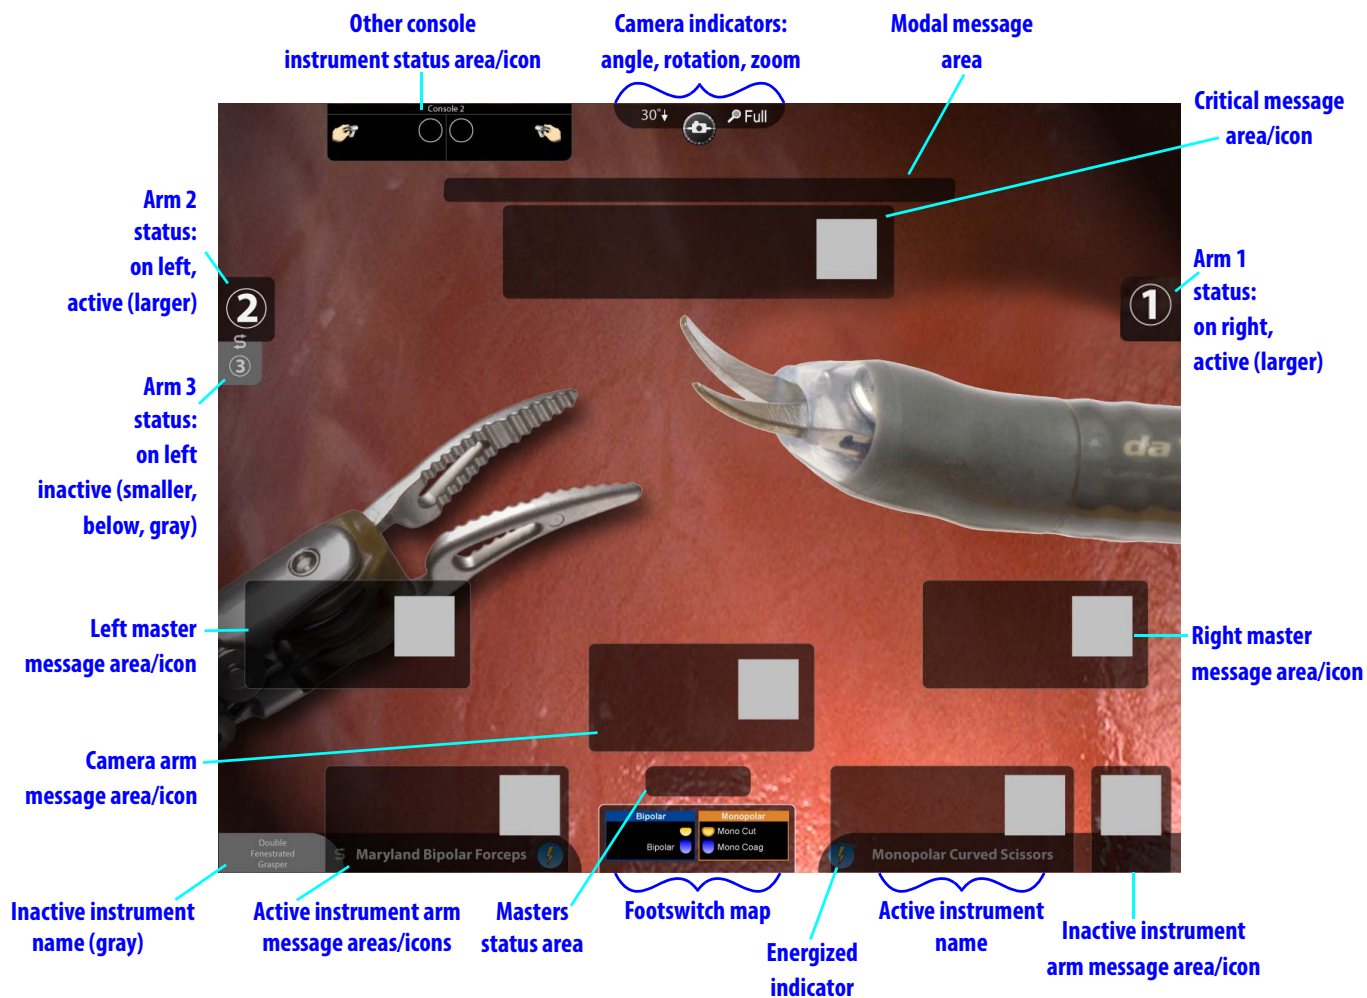 Other console
instrument status area/icon
Camera indicators:
angle, rotation, zoom
Modal message
area
Critical message
area/icon
Console 2
30°
Full
Arm 2
status:
on left,
active (larger)
2
3
Arm 3
status:
on left
inactive (smaller,
below, gray)
1
Arm 1
status:
on right,
active (larger)
da
Left master
message area/icon
Right master
message area/icon
Camera arm
message area/icon
Bipolar
Monopolar
Mono Cut
Bipolar
Mono Coag
Double
Fenestrated
Grasper
Maryland Bipolar Forceps
Monopolar Curved Scissors
Inactive instrument
name (gray)
Active instrument arm
message areas/icons
Masters
status area
Footswitch map
Energized
indicator
Active instrument
name
Inactive instrument
arm message area/icon